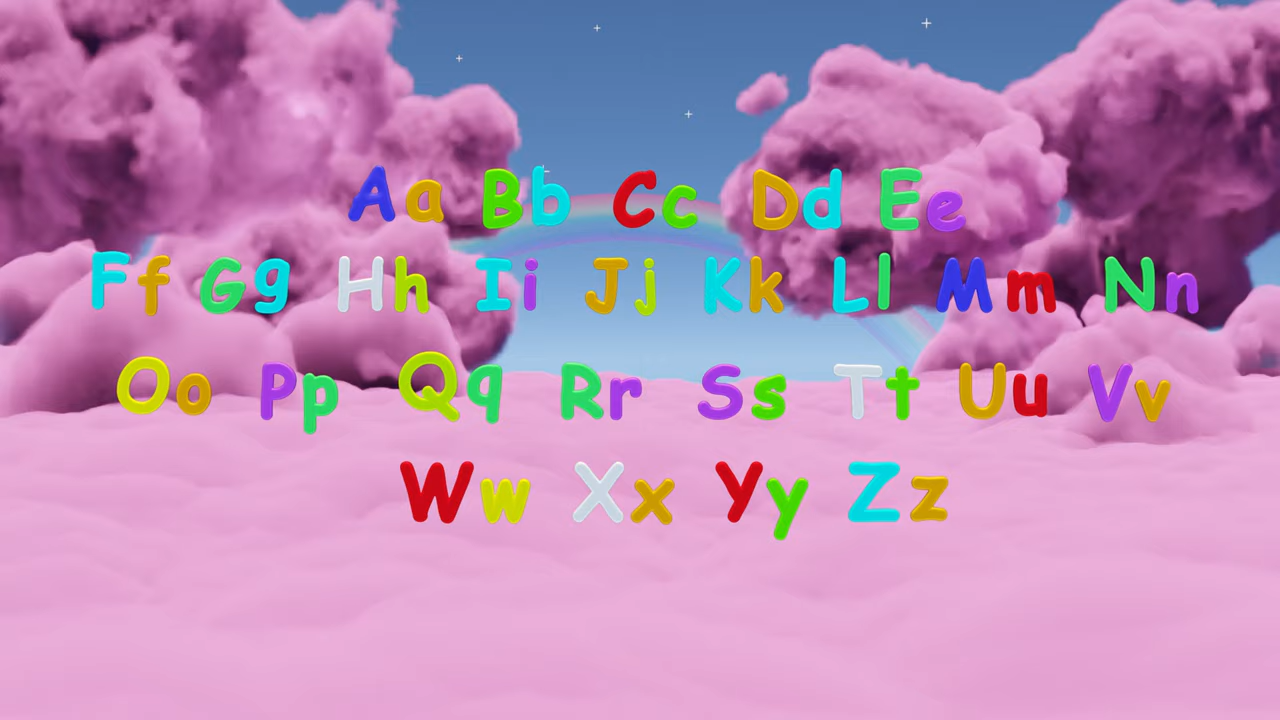 Aa Bb Cc Dd Ee
Ff Gg Hh Ii Jj Kk Ll Mm Nn
Oo Pp Qq Rr Ss Tt Uu Vv
Ww Xx Yy Zz